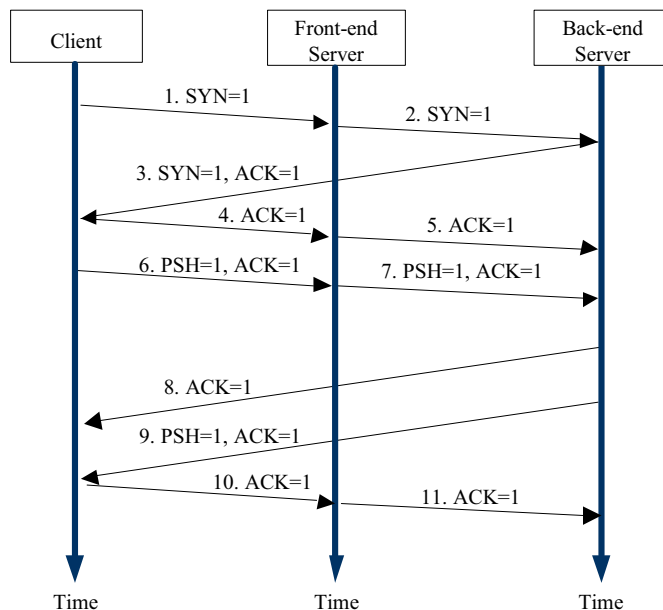 Client
Front-end
Server
Back-end
Server
1. SYN=1
2. SYN=1
3. SYN=1, ACK=1
4. ACK=1
5. ACK=1
6. PSH=1, ACK=1
7. PSH=1, ACK=1
8. ACK=1
9. PSH=1, ACK=1
10. ACK=1
11. ACK=1
Time
Time
Time